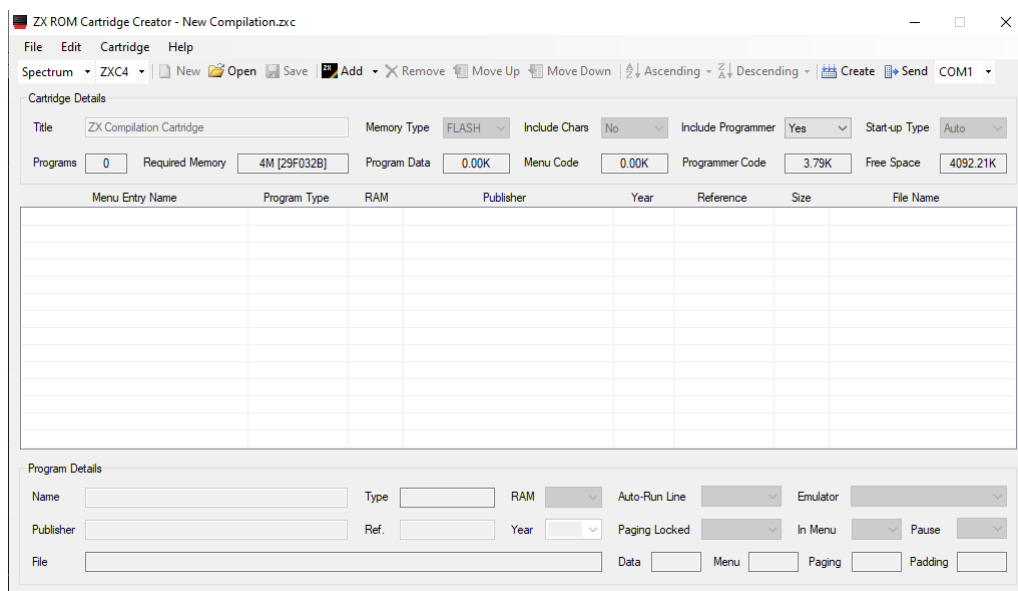 ZX ROM Cartridge Creator - New Compilation.zxc
File Edit Cartridge Help
Spectrum ZXC4 New Open Save Add Remove Move Up Move Down Ascending Descending Create Send COM1
Cartridge Details
Title ZX Compilation Cartridge Memory Type FLASH Include Chars No Include Programmer Yes Start-up Type Auto
Programs 0 Required Memory 4M [29F032B] Program Data 0.00K Menu Code 0.00K Programmer Code 3.79K Free Space 4092.21K
Menu Entry Name Program Type RAM Publisher Year Reference Size File Name
Program Details
Name Type RAM Auto-Run Line Emulator
Publisher Ref. Year Paging Locked In Menu Pause
File Data Menu Paging Padding